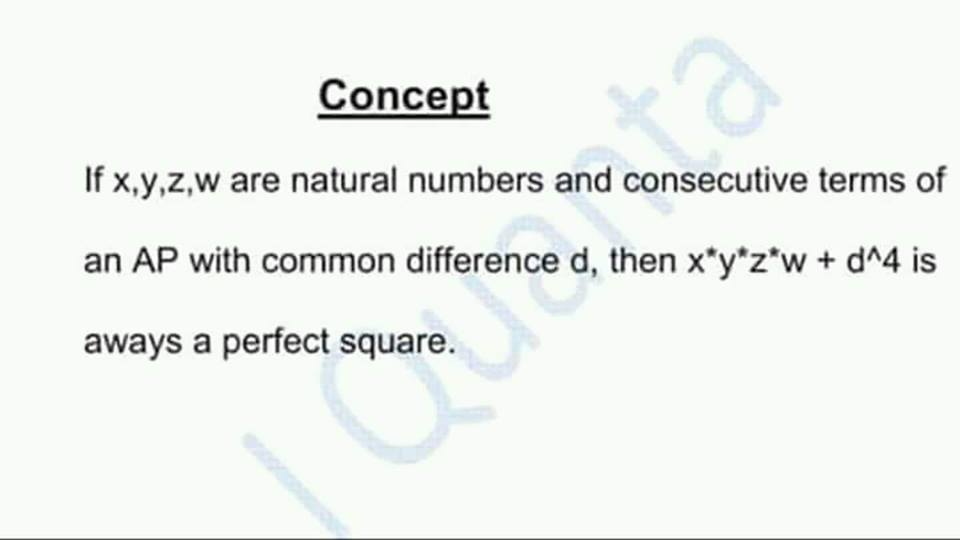 Concept
If x,y,z,w are natural numbers and consecutive terms of
an AP with common difference d, then x*y*z*w + d^4 is
aways a perfect square.
I Quanta